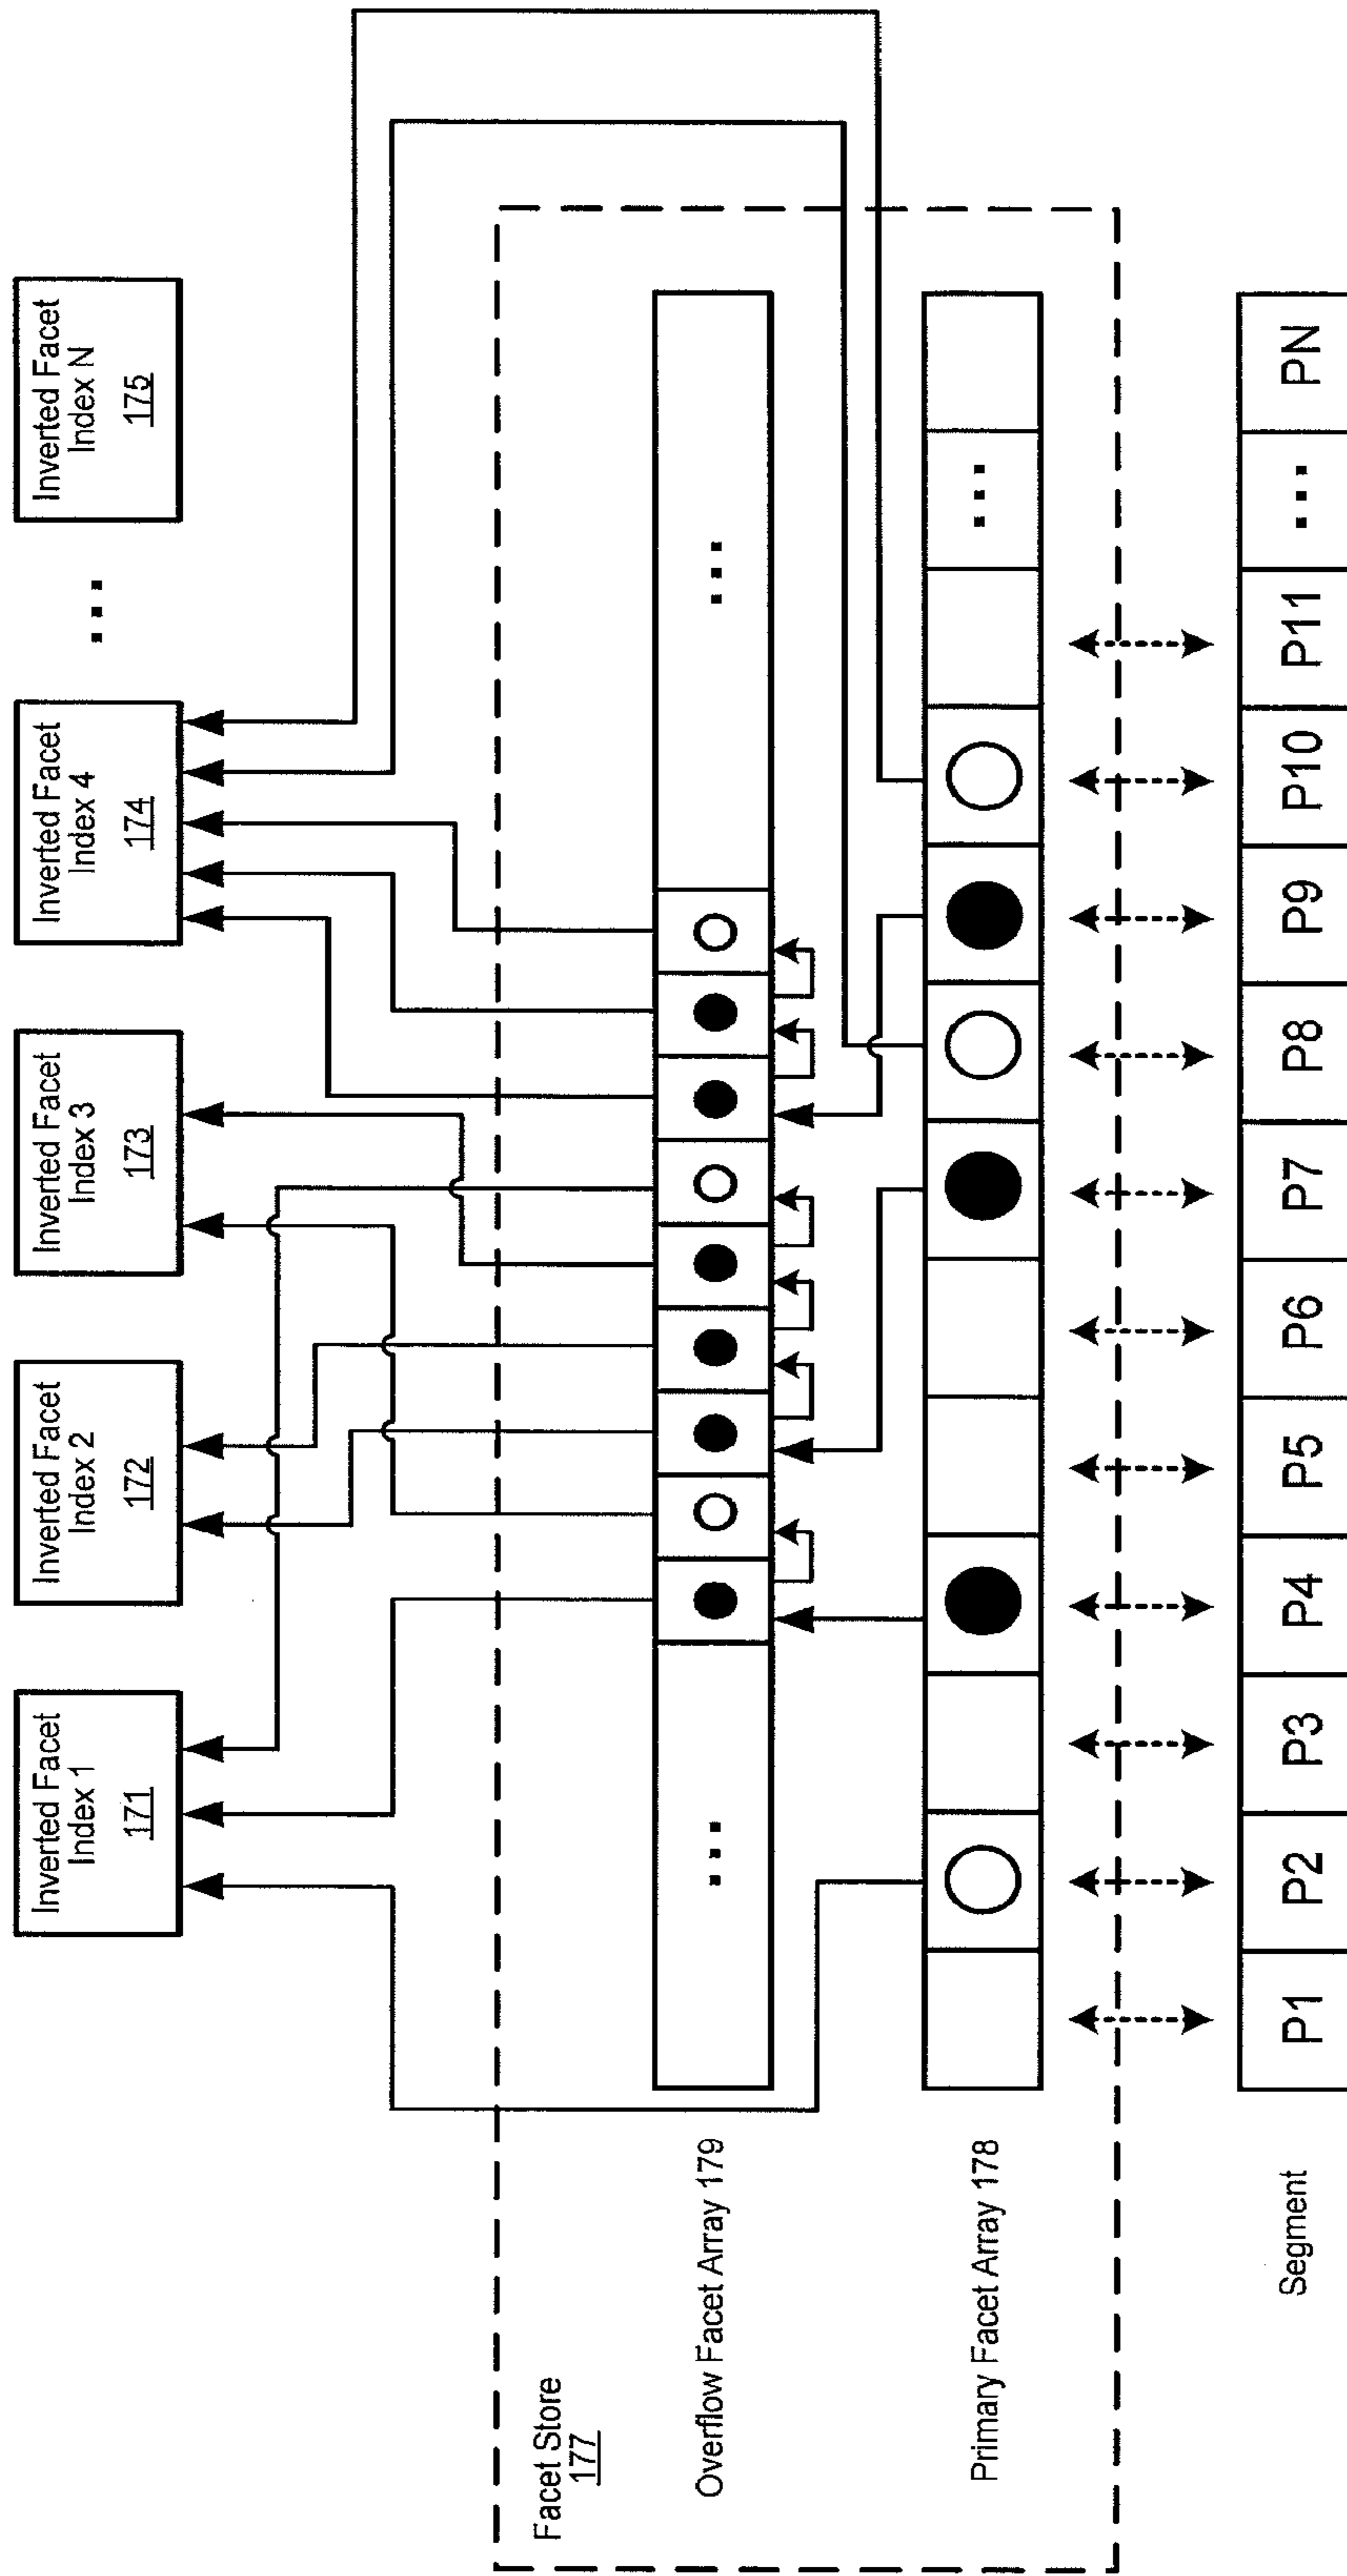 Inverted Facet
Index 1
171
Inverted Facet
Index 2
172
Inverted Facet
Index 3
173
Inverted Facet
Index 4
174
...
Inverted Facet
Index N
175
Facet Store
177
Overflow Facet Array 179
...
...
Primary Facet Array 178
...
Segment
P1
P2
P3
P4
P5
P6
P7
P8
P9
P10
P11
...
PN